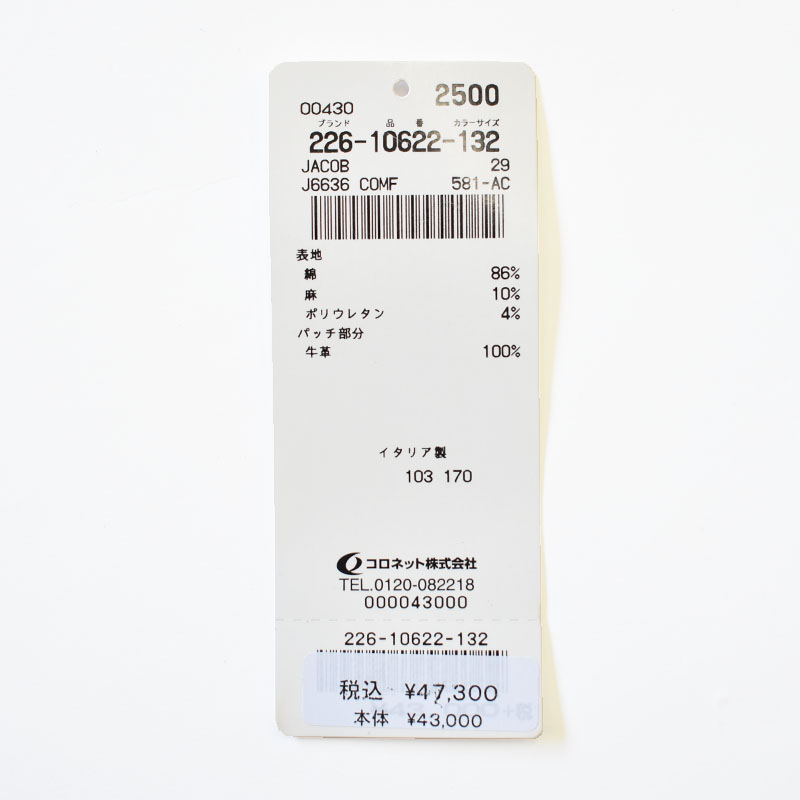 2500
00430
ブランド 品番 カラーサイズ
226-10622-132
JACOB 29
J6636 COMF 581-AC
表地
綿 86%
麻 10%
ポリウレタン 4%
パッチ部分
牛革 100%
イタリア製
103 170
コロネット株式会社
TEL.0120-082218
000043000
226-10622-132
税込 ¥47,300
本体 ¥43,000